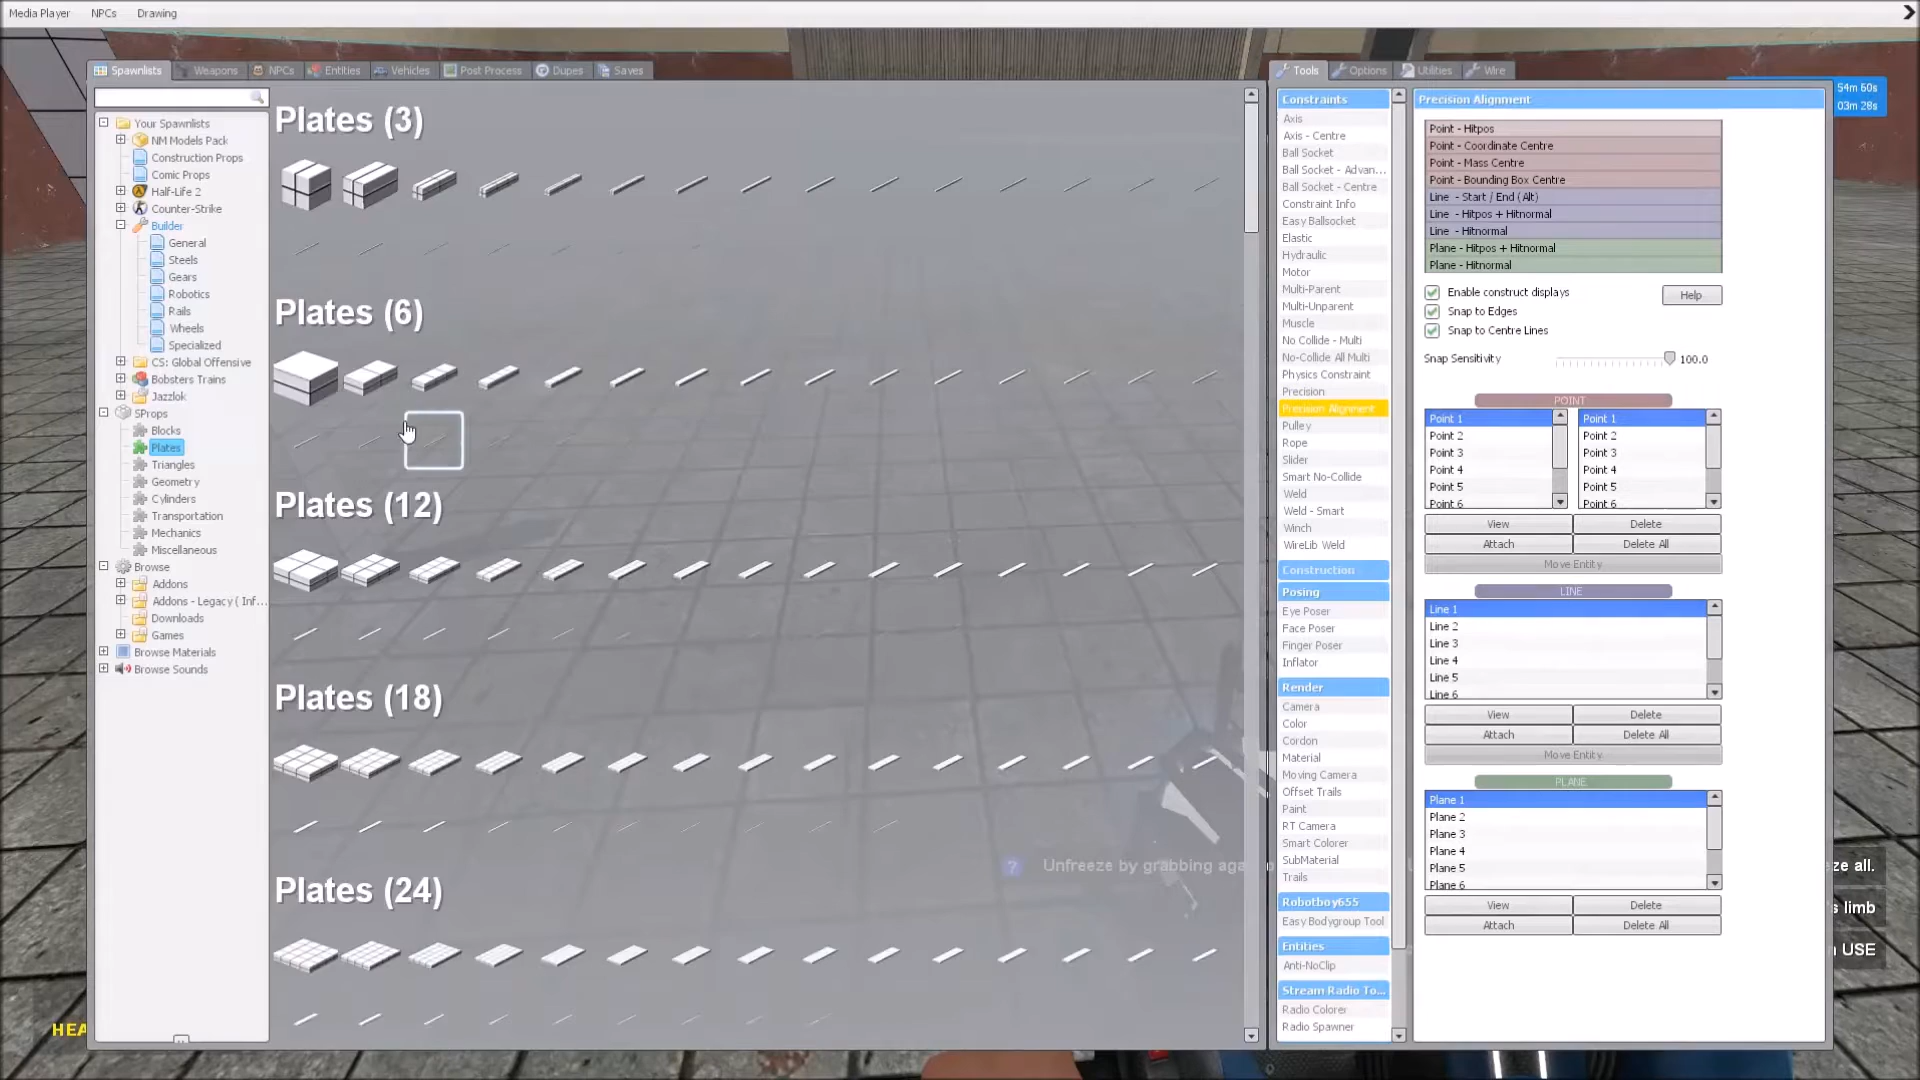 Media Player NPCs Drawing
Spawnlists Weapons NPCs Entities Vehicles Post Process Dupes Saves
Your Spawnlists
NM Models Pack
Construction Props
Comic Props
Half-Life 2
Counter-Strike
Builder
General
Steels
Gears
Robotics
Rails
Wheels
Specialized
CS: Global Offensive
Bobsters Trains
Jazzlok
SProps
Blocks
Plates
Triangles
Geometry
Cylinders
Transportation
Mechanics
Miscellaneous
Browse
Addons
Addons - Legacy ( Inf...
Downloads
Games
Browse Materials
Browse Sounds
Plates (3)
Plates (6)
Plates (12)
Plates (18)
Plates (24)
Unfreeze by grabbing aga
HEA
Tools Options Utilities Wire
Constraints
Axis
Axis - Centre
Ball Socket
Ball Socket - Advan...
Ball Socket - Centre
Constraint Info
Easy Ballsocket
Elastic
Hydraulic
Motor
Multi-Parent
Multi-Unparent
Muscle
No Collide - Multi
No-Collide All Multi
Physics Constraint
Precision
Precision Alignment
Pulley
Rope
Slider
Smart No-Collide
Weld
Weld - Smart
Winch
WireLib Weld
Construction
Posing
Eye Poser
Face Poser
Finger Poser
Inflator
Render
Camera
Color
Cordon
Material
Moving Camera
Offset Trails
Paint
RT Camera
Smart Colorer
SubMaterial
Trails
Robotboy655
Easy Bodygroup Tool
Entities
Anti-NoClip
Stream Radio To...
Radio Colorer
Radio Spawner
Precision Alignment
Point - Hitpos
Point - Coordinate Centre
Point - Mass Centre
Point - Bounding Box Centre
Line - Start / End ( Alt)
Line - Hitpos + Hitnormal
Line - Hitnormal
Plane - Hitpos + Hitnormal
Plane - Hitnormal
Enable construct displays Help
Snap to Edges
Snap to Centre Lines
Snap Sensitivity 100.0
POINT
Point 1 Point 1
Point 2 Point 2
Point 3 Point 3
Point 4 Point 4
Point 5 Point 5
Point 6 Point 6
View Delete
Attach Delete All
Move Entity
LINE
Line 1
Line 2
Line 3
Line 4
Line 5
Line 6
View Delete
Attach Delete All
Move Entity
PLANE
Plane 1
Plane 2
Plane 3
Plane 4
Plane 5
Plane 6
View Delete
Attach Delete All
54m 60s
03m 28s
ze all.
s limb
USE